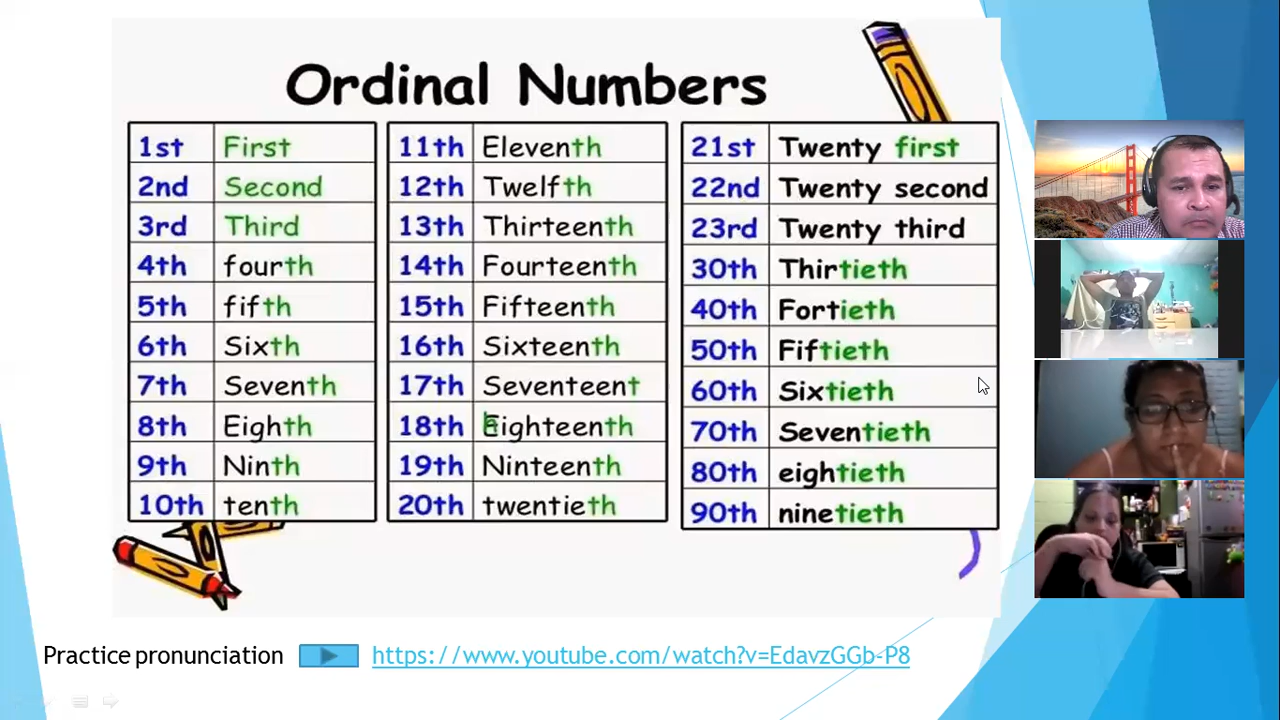 Ordinal Numbers
1st First
2nd Second
3rd Third
4th fourth
5th fifth
6th Sixth
7th Seventh
8th Eighth
9th Ninth
10th tenth
11th Eleventh
12th Twelfth
13th Thirteenth
14th Fourteenth
15th Fifteenth
16th Sixteenth
17th Seventeent
h
18th Eighteenth
19th Ninteenth
20th twentieth
21st Twenty first
22nd Twenty second
23rd Twenty third
30th Thirtieth
40th Fortieth
50th Fiftieth
60th Sixtieth
70th Seventieth
80th eightieth
90th ninetieth
Practice pronunciation https://www.youtube.com/watch?v=EdavzGGb-P8